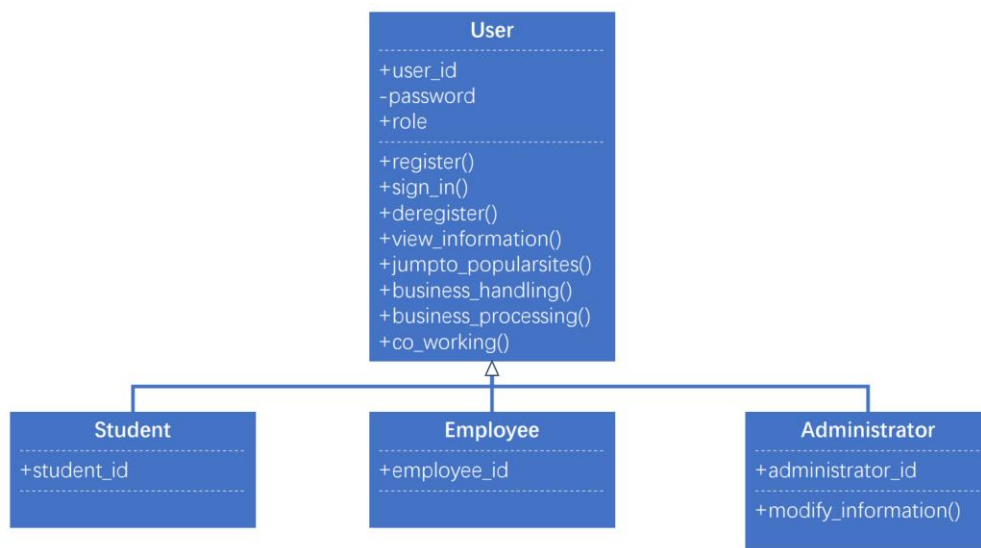 User
+user_id
-password
+role
+register()
+sign_in()
+deregister()
+view_information()
+jumpto_popularsites()
+business_handling()
+business_processing()
+co_working()
Student
+student_id
Employee
+employee_id
Administrator
+administrator_id
+modify_information()